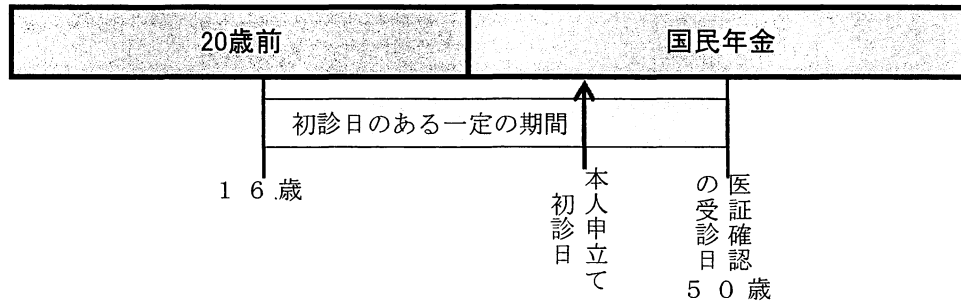 20歳前
国民年金
初診日のある一定の期間
１６歳
本人申立て
初診日
医証確認
の受診日
５０歳